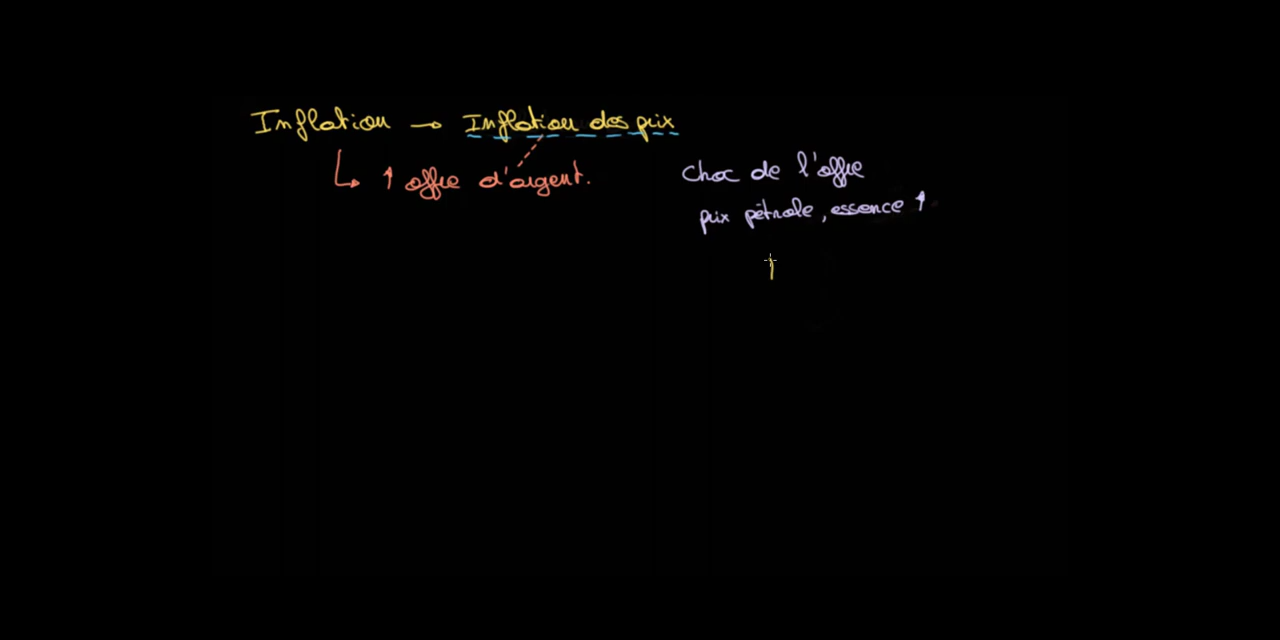 Inflation → Inflation des prix
↳ ↑ offre d'argent.
choc de l'offre
prix pétrole, essence ↑